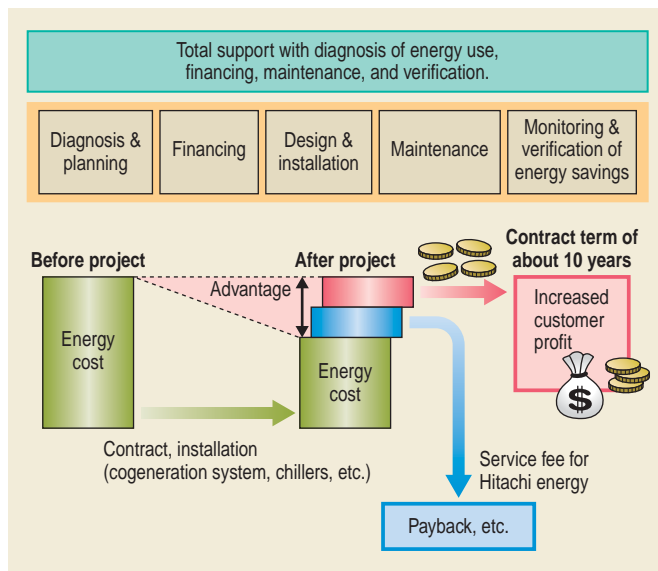 Total support with diagnosis of energy use,
financing, maintenance, and verification.
Diagnosis &
planning
Financing
Design &
installation
Maintenance
Monitoring &
verification of
energy savings
Before project
After project
Contract term of
about 10 years
Advantage
Increased
customer
profit
Energy
cost
Energy
cost
$
Contract, installation
(cogeneration system, chillers, etc.)
Service fee for
Hitachi energy
Payback, etc.